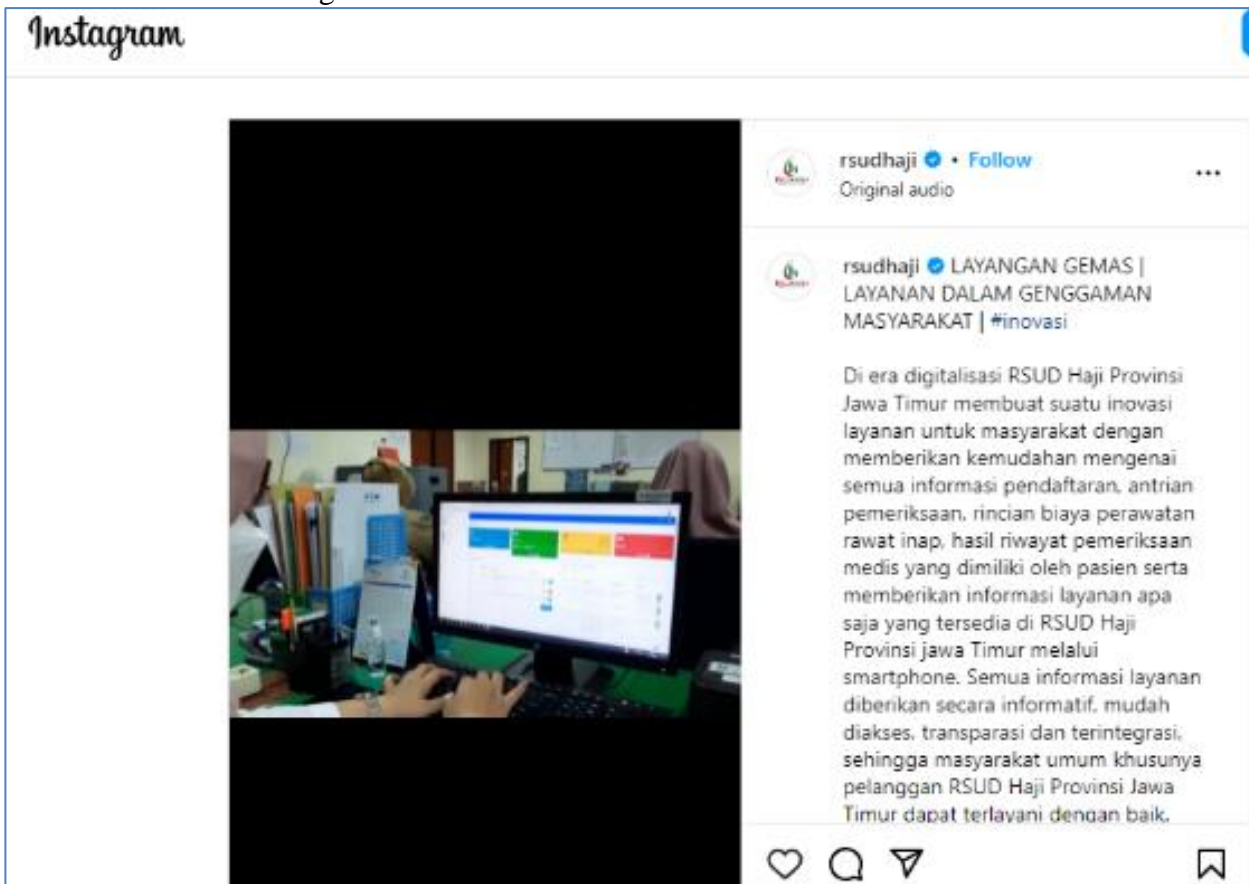 Instagram
rsudhaji • Follow
Original audio
rsudhaji LAYANGAN GEMAS |
LAYANAN DALAM GENGGAMAN
MASYARAKAT | #inovasi
Di era digitalisasi RSUD Haji Provinsi
Jawa Timur membuat suatu inovasi
layanan untuk masyarakat dengan
memberikan kemudahan mengenai
semua informasi pendaftaran, antrian
pemeriksaan, rincian biaya perawatan
rawat inap, hasil riwayat pemeriksaan
medis yang dimiliki oleh pasien serta
memberikan informasi layanan apa
saja yang tersedia di RSUD Haji
Provinsi jawa Timur melalui
smartphone. Semua informasi layanan
diberikan secara informatif, mudah
diakses, transparasi dan terintegrasi,
sehingga masyarakat umum khusunya
pelanggan RSUD Haji Provinsi Jawa
Timur dapat terlayani dengan baik.